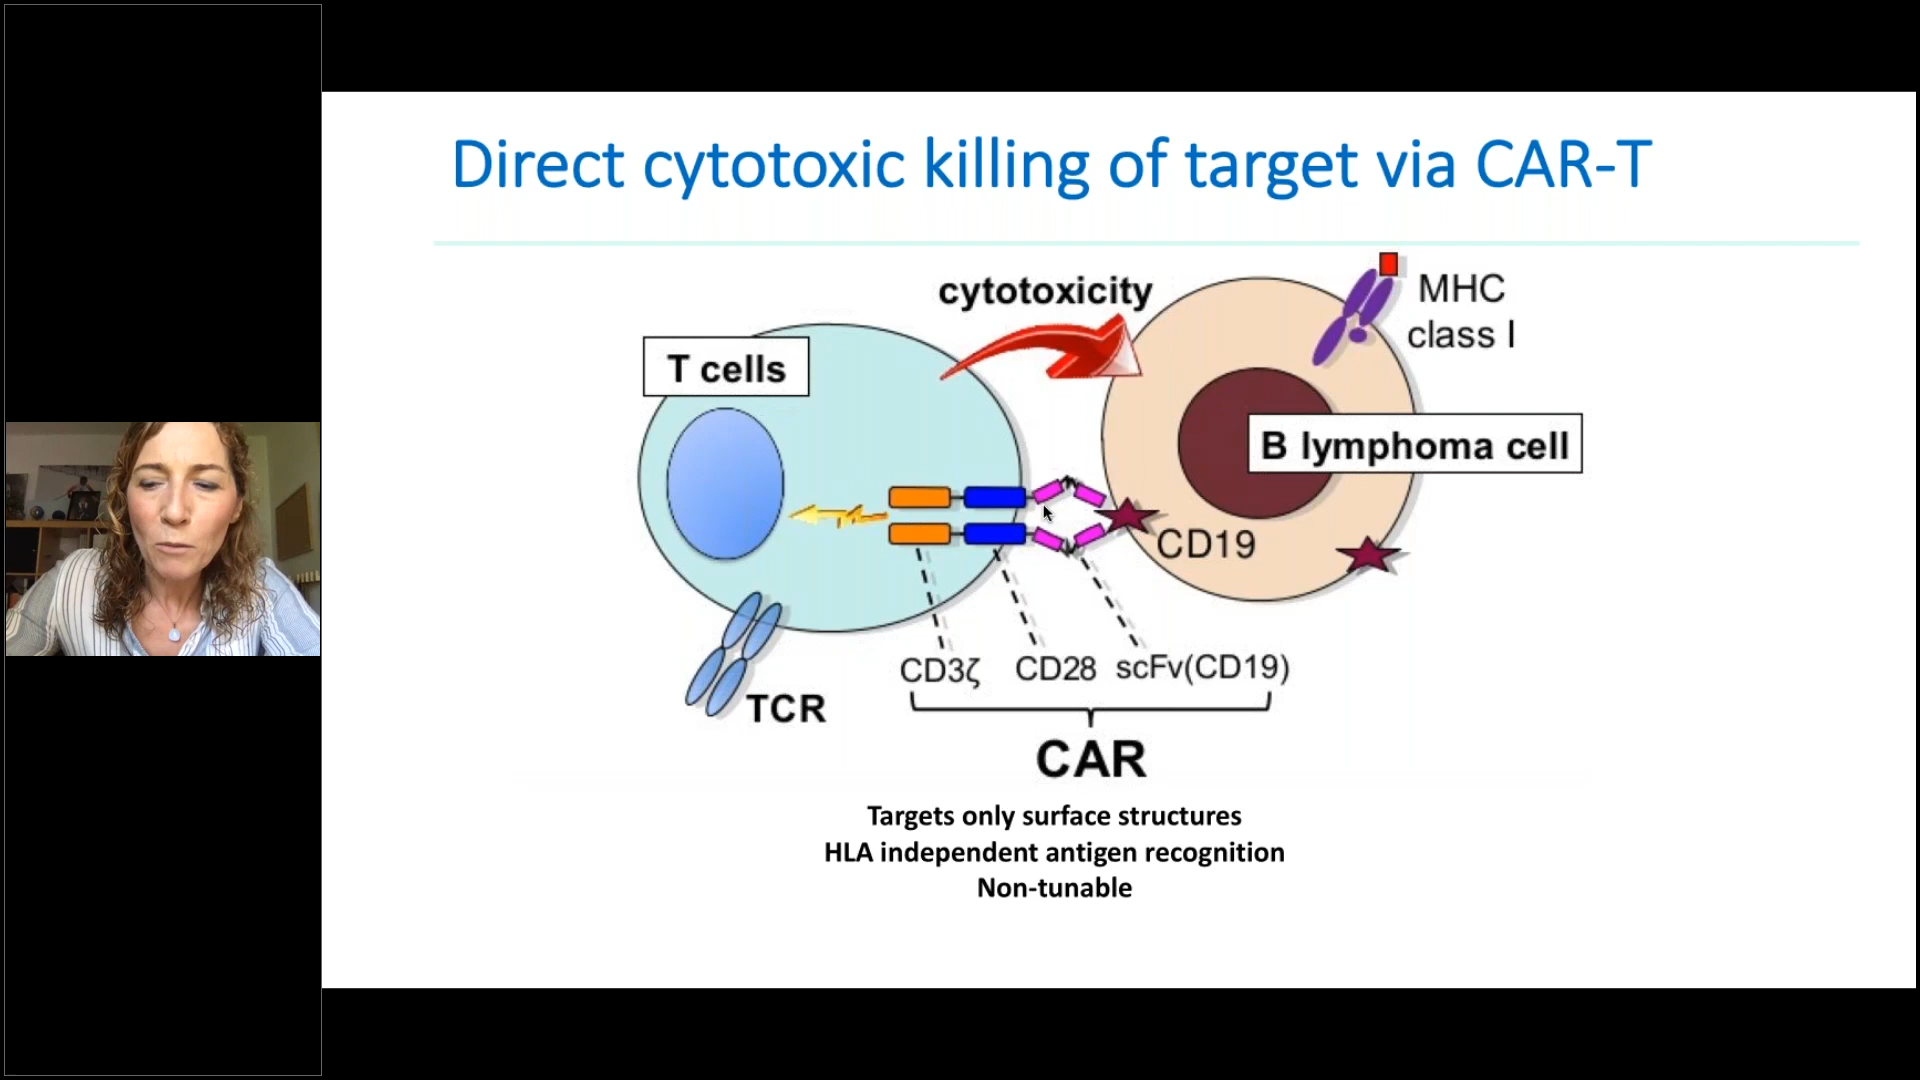 Direct cytotoxic killing of target via CAR-T
cytotoxicity
MHC
class I
T cells
B lymphoma cell
CD19
CD3ζ
CD28
scFv(CD19)
TCR
CAR
Targets only surface structures
HLA independent antigen recognition
Non-tunable